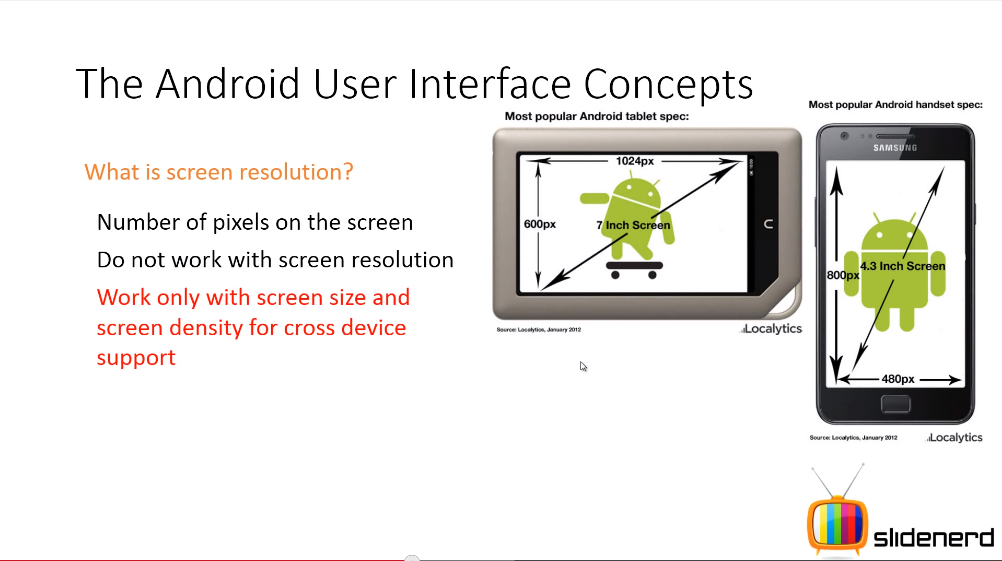 The Android User Interface Concepts
What is screen resolution?
Number of pixels on the screen
Do not work with screen resolution
Work only with screen size and
screen density for cross device
support
Most popular Android tablet spec:
1024px
600px
7 Inch Screen
Source: Localytics, January 2012
Localytics
Most popular Android handset spec:
SAMSUNG
800px
4.3 Inch Screen
480px
Source: Localytics, January 2012
Localytics
slidenerd